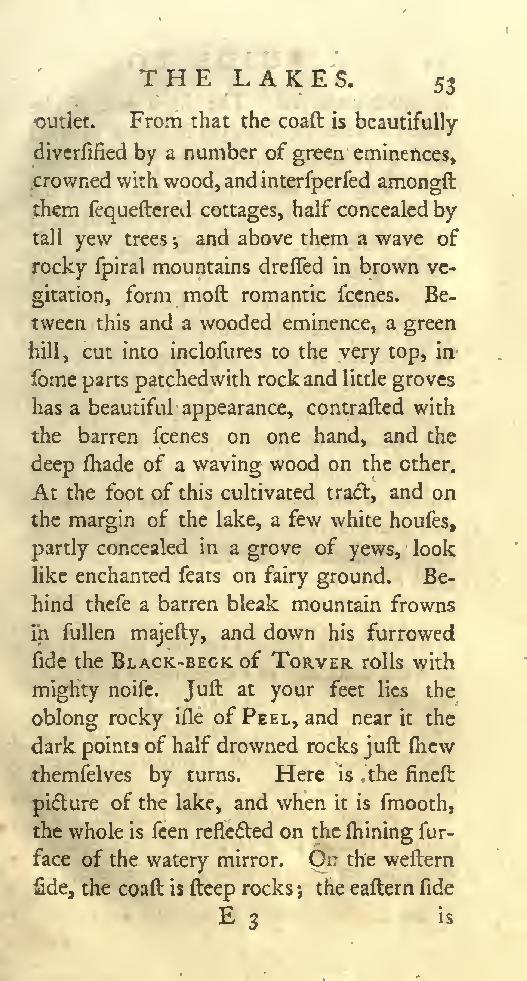 THE LAKES. 53
outlet. From that the coaſt is beautifully
diverſified by a number of green eminences,
crowned with wood, and interſperſed amongſt
them ſequeſtered cottages, half concealed by
tall yew trees; and above them a wave of
rocky ſpiral mountains dreſſed in brown ve-
gitation, form moſt romantic ſcenes. Be-
tween this and a wooded eminence, a green
hill, cut into incloſures to the very top, in
ſome parts patched with rock and little groves
has a beautiful appearance, contraſted with
the barren ſcenes on one hand, and the
deep ſhade of a waving wood on the other.
At the foot of this cultivated tract, and on
the margin of the lake, a few white houſes,
partly concealed in a grove of yews, look
like enchanted ſeats on fairy ground. Be-
hind theſe a barren bleak mountain frowns
in ſullen majeſty, and down his furrowed
ſide the BLACK-BECK of TORVER rolls with
mighty noiſe. Juſt at your feet lies the
oblong rocky iſle of PEEL, and near it the
dark points of half drowned rocks juſt ſhew
themſelves by turns. Here is the fineſt
picture of the lake, and when it is ſmooth,
the whole is ſeen reflected on the ſhining ſur-
face of the watery mirror. On the weſtern
ſide, the coaſt is ſteep rocks; the eaſtern ſide
E 3 is